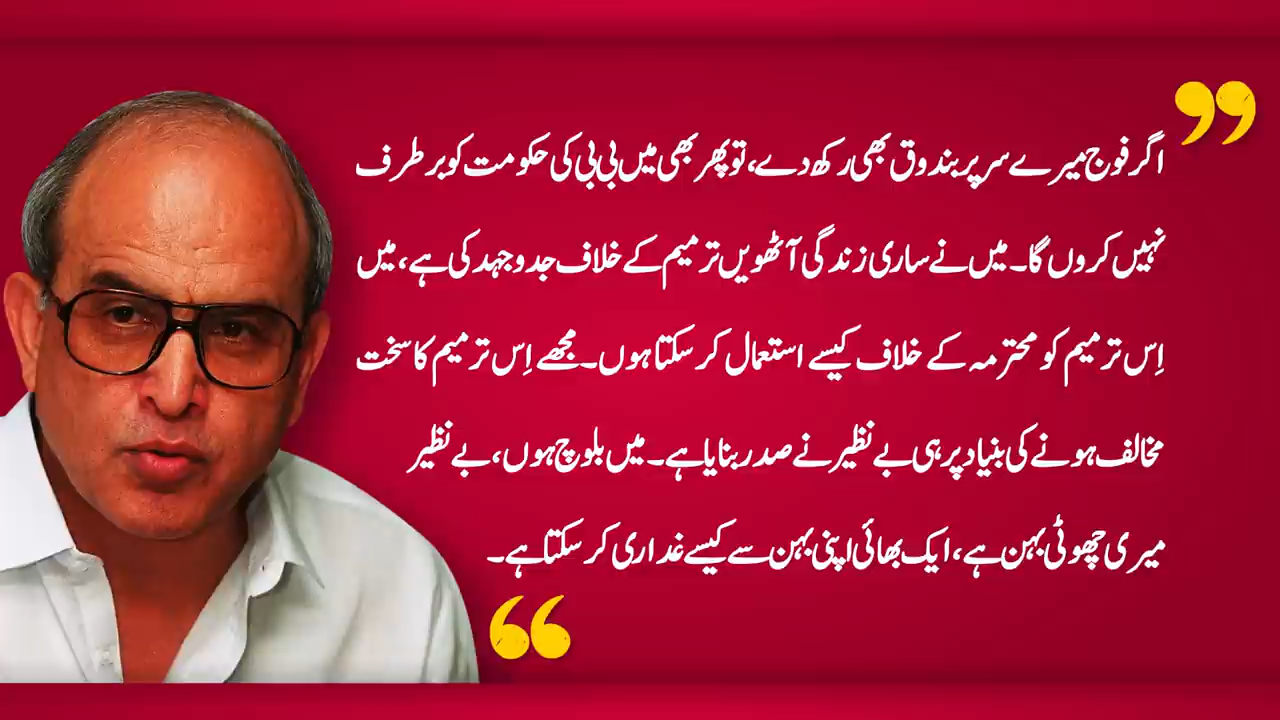 اگر فوج میرے سر پر بندوق بھی رکھ دے، تو پھر بھی میں بی بی کی حکومت کو بر طرف
نہیں کروں گا۔ میں نے ساری زندگی آٹھویں ترمیم کے خلاف جدوجہد کی ہے، میں
اِس ترمیم کو محترمہ کے خلاف کیسے استعمال کر سکتا ہوں۔ مجھے اِس ترمیم کا سخت
مخالف ہونے کی بنیاد پر ہی بے نظیر نے صدر بنایا ہے۔ میں بلوچ ہوں، بے نظیر
میری چھوٹی بہن ہے، ایک بھائی اپنی بہن سے کیسے غداری کر سکتا ہے۔